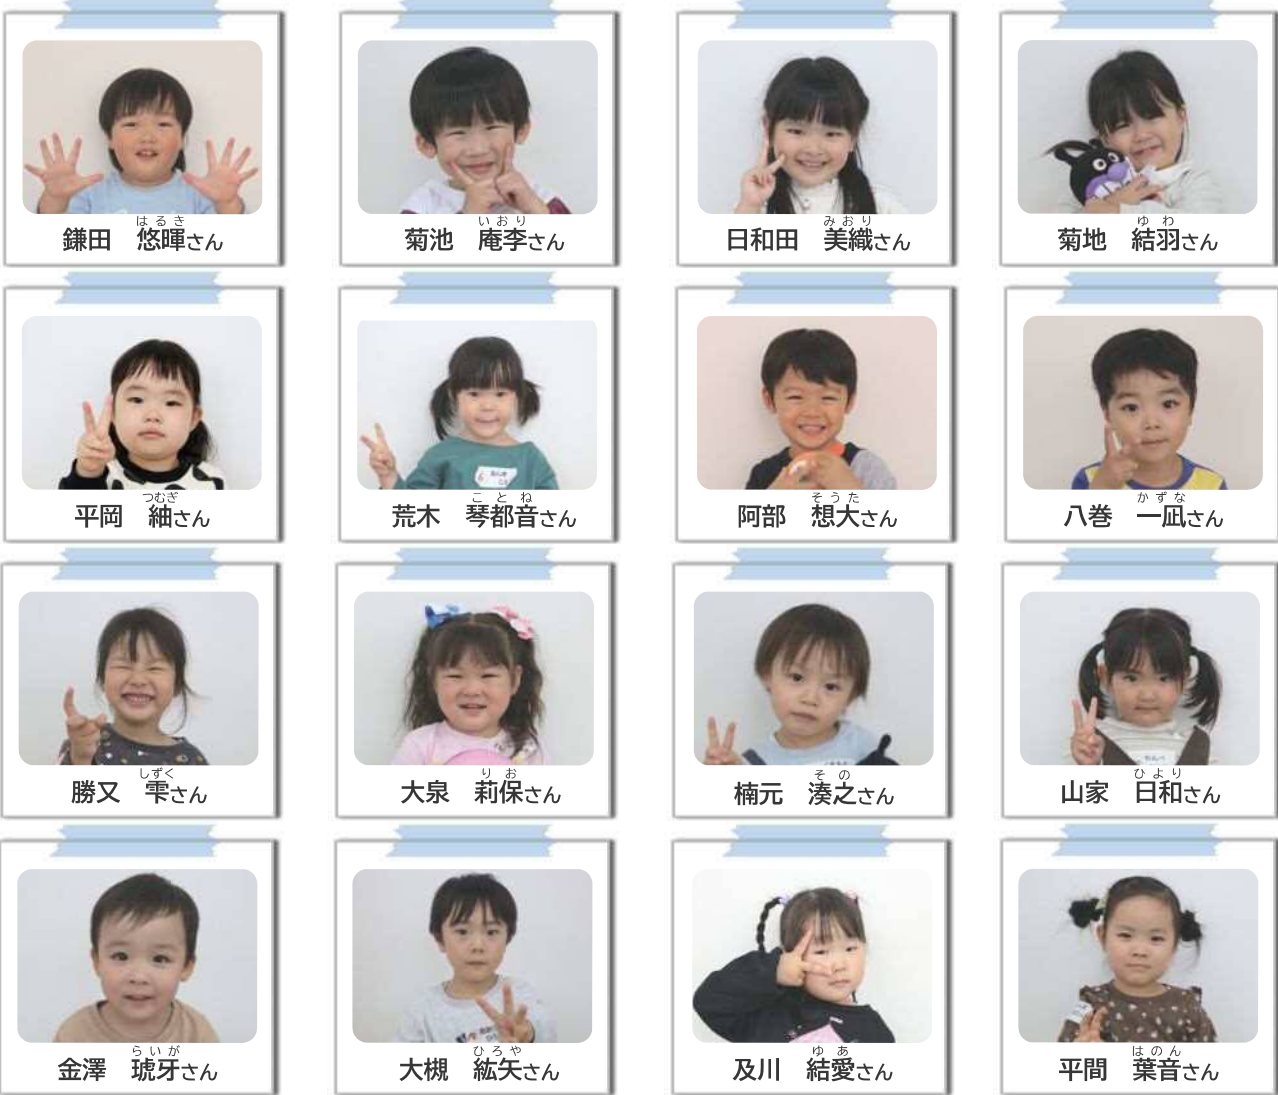 はるき
鎌田 悠暉さん
いおり
菊池 庵李さん
みおり
日和田 美織さん
ゆわ
菊地 結羽さん
つむぎ
平岡 紬さん
ことね
荒木 琴都音さん
そうた
阿部 想大さん
かずな
八巻 一凪さん
しずく
勝又 雫さん
りお
大泉 莉保さん
その
楠元 湊之さん
ひより
山家 日和さん
らいが
金澤 琥牙さん
ひろや
大槻 紘矢さん
ゆあ
及川 結愛さん
はのん
平間 葉音さん